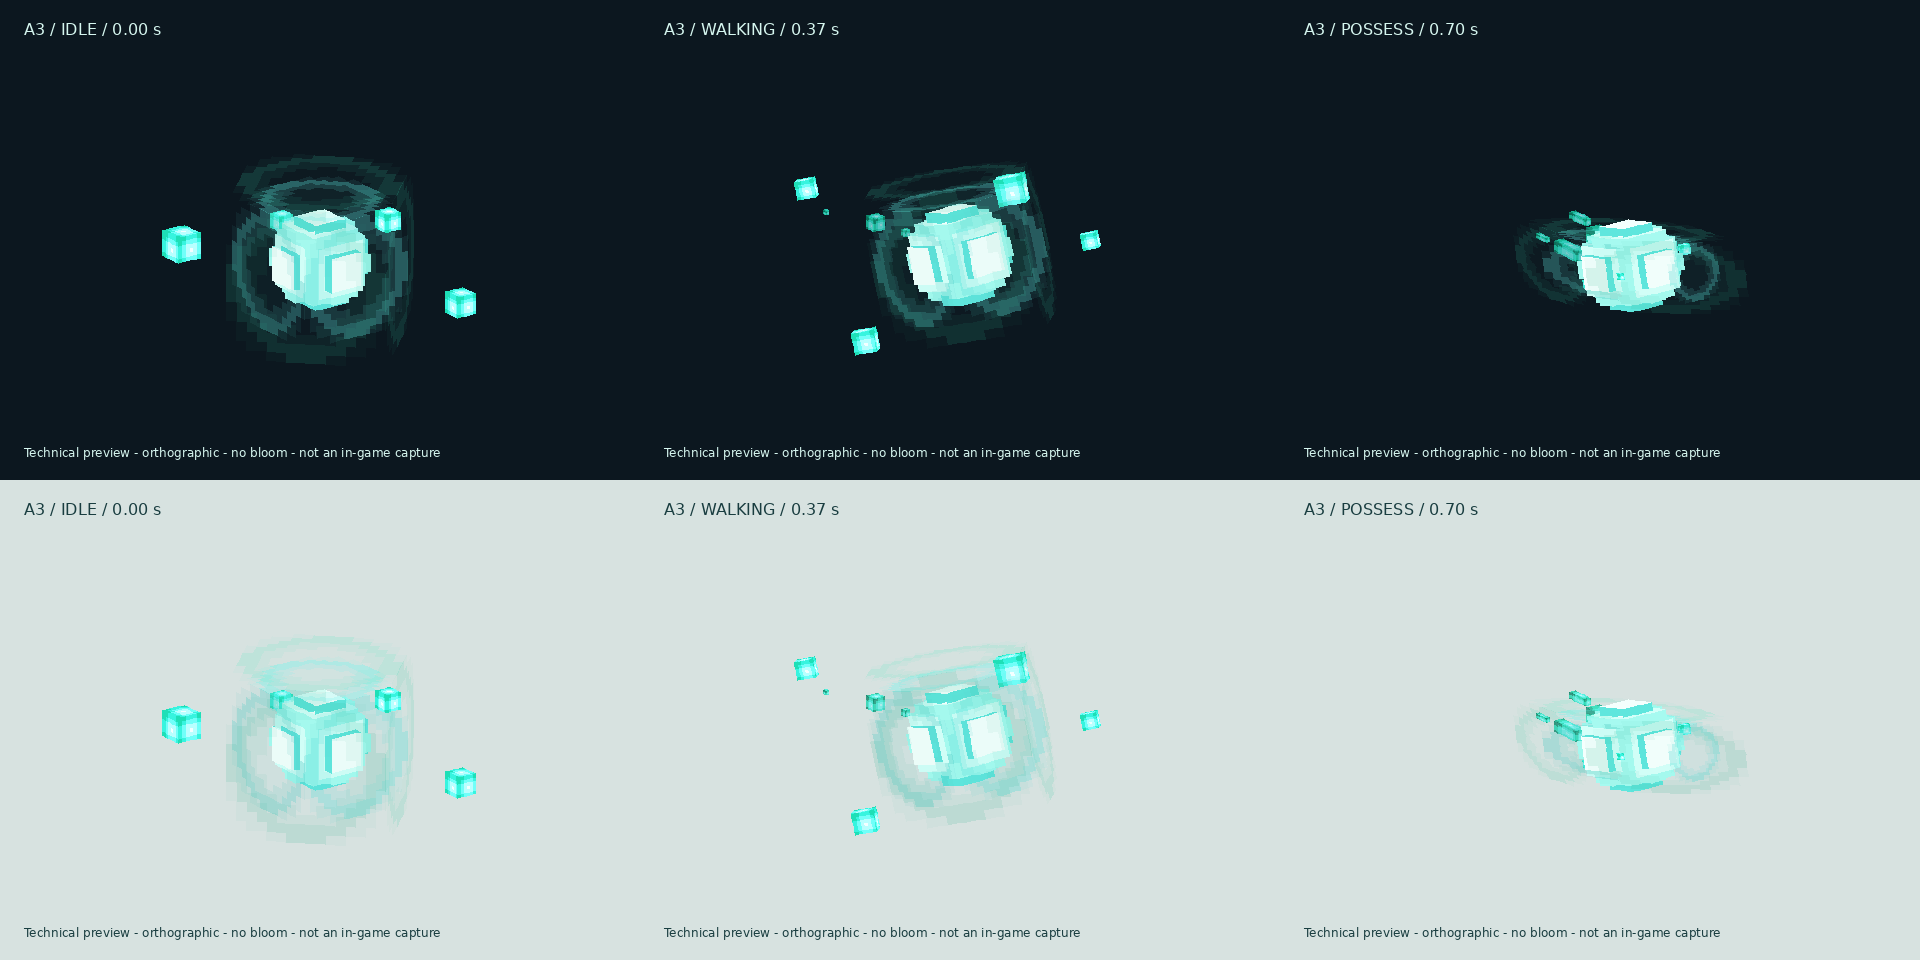 A3 / IDLE / 0.00 s
A3 / WALKING / 0.37 s
A3 / POSSESS / 0.70 s
Technical preview - orthographic - no bloom - not an in-game capture
Technical preview - orthographic - no bloom - not an in-game capture
Technical preview - orthographic - no bloom - not an in-game capture
A3 / IDLE / 0.00 s
A3 / WALKING / 0.37 s
A3 / POSSESS / 0.70 s
Technical preview - orthographic - no bloom - not an in-game capture
Technical preview - orthographic - no bloom - not an in-game capture
Technical preview - orthographic - no bloom - not an in-game capture